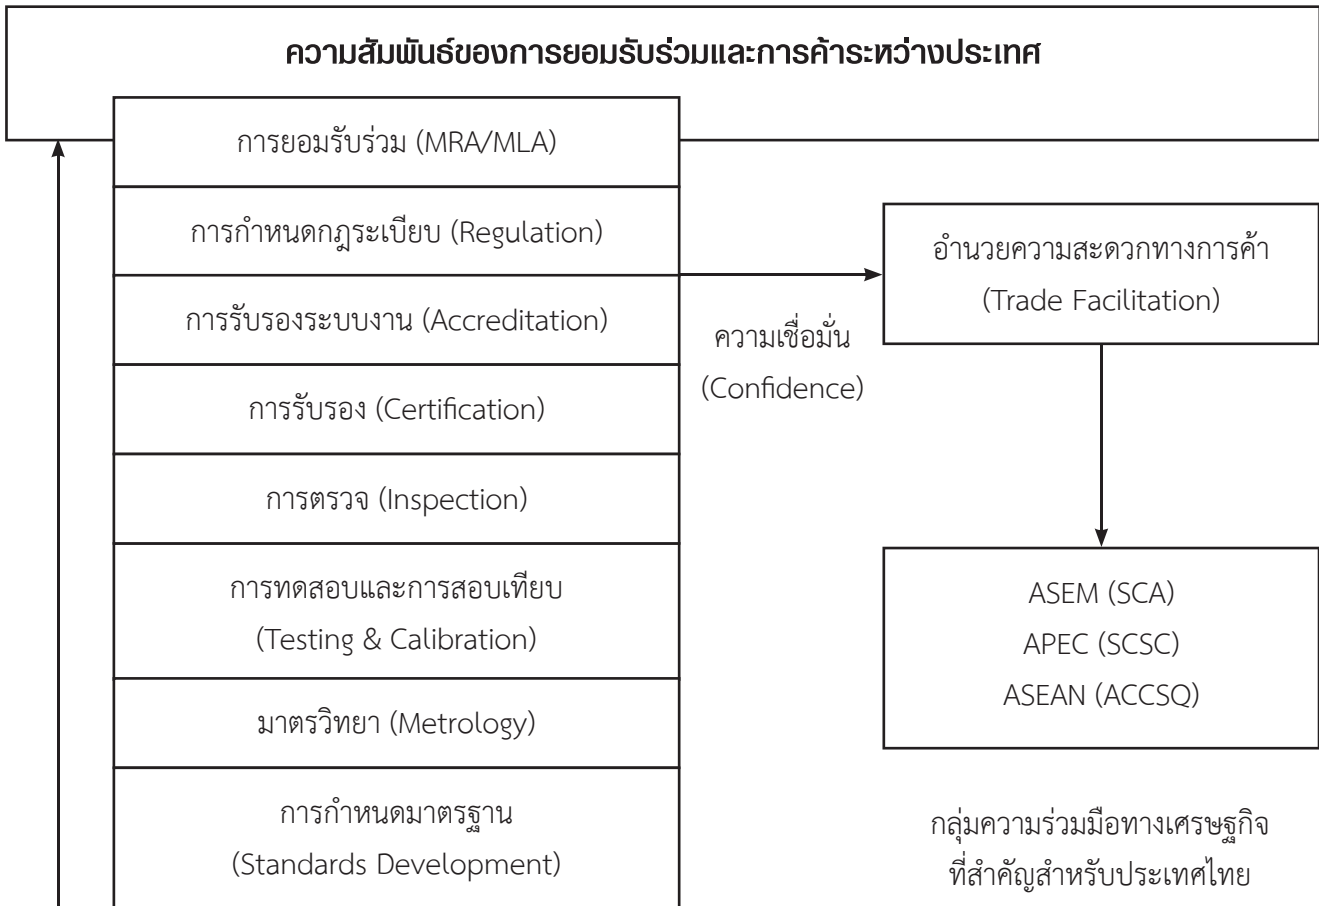 ความสัมพันธ์ของการยอมรับร่วมและการค้าระหว่างประเทศ
การยอมรับร่วม (MRA/MLA)
การกำหนดกฎระเบียบ (Regulation)
การรับรองระบบงาน (Accreditation)
การรับรอง (Certification)
การตรวจ (Inspection)
การทดสอบและการสอบเทียบ
(Testing & Calibration)
มาตรวิทยา (Metrology)
การกำหนดมาตรฐาน
(Standards Development)
ความเชื่อมั่น
(Confidence)
อำนวยความสะดวกทางการค้า
(Trade Facilitation)
ASEM (SCA)
APEC (SCSC)
ASEAN (ACCSQ)
กลุ่มความร่วมมือทางเศรษฐกิจ
ที่สำคัญสำหรับประเทศไทย